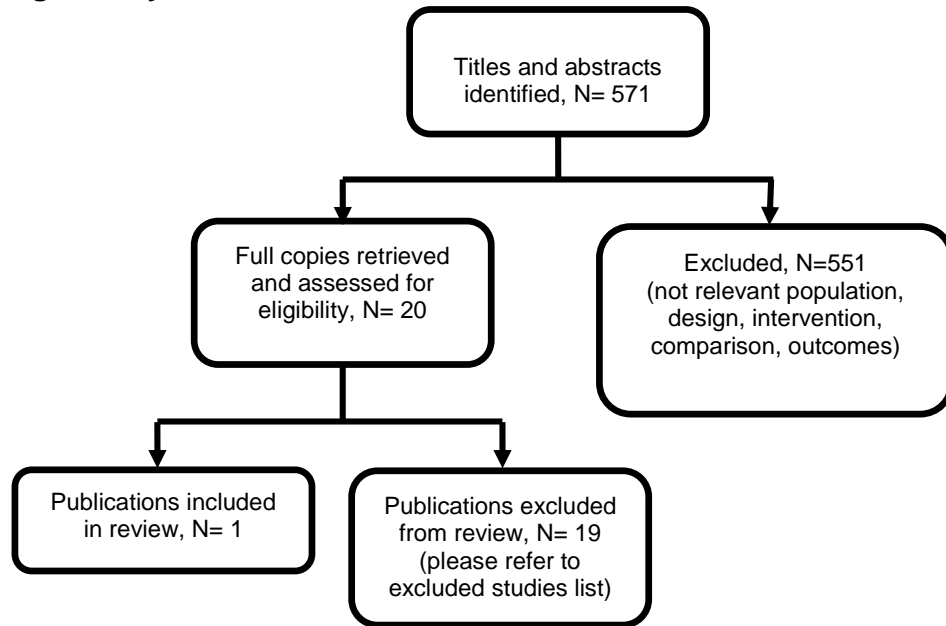 Titles and abstracts
identified, N= 571
Full copies retrieved
and assessed for
eligibility, N= 20
Excluded, N=551
(not relevant population,
design, intervention,
comparison, outcomes)
Publications included
in review, N= 1
Publications excluded
from review, N= 19
(please refer to
excluded studies list)